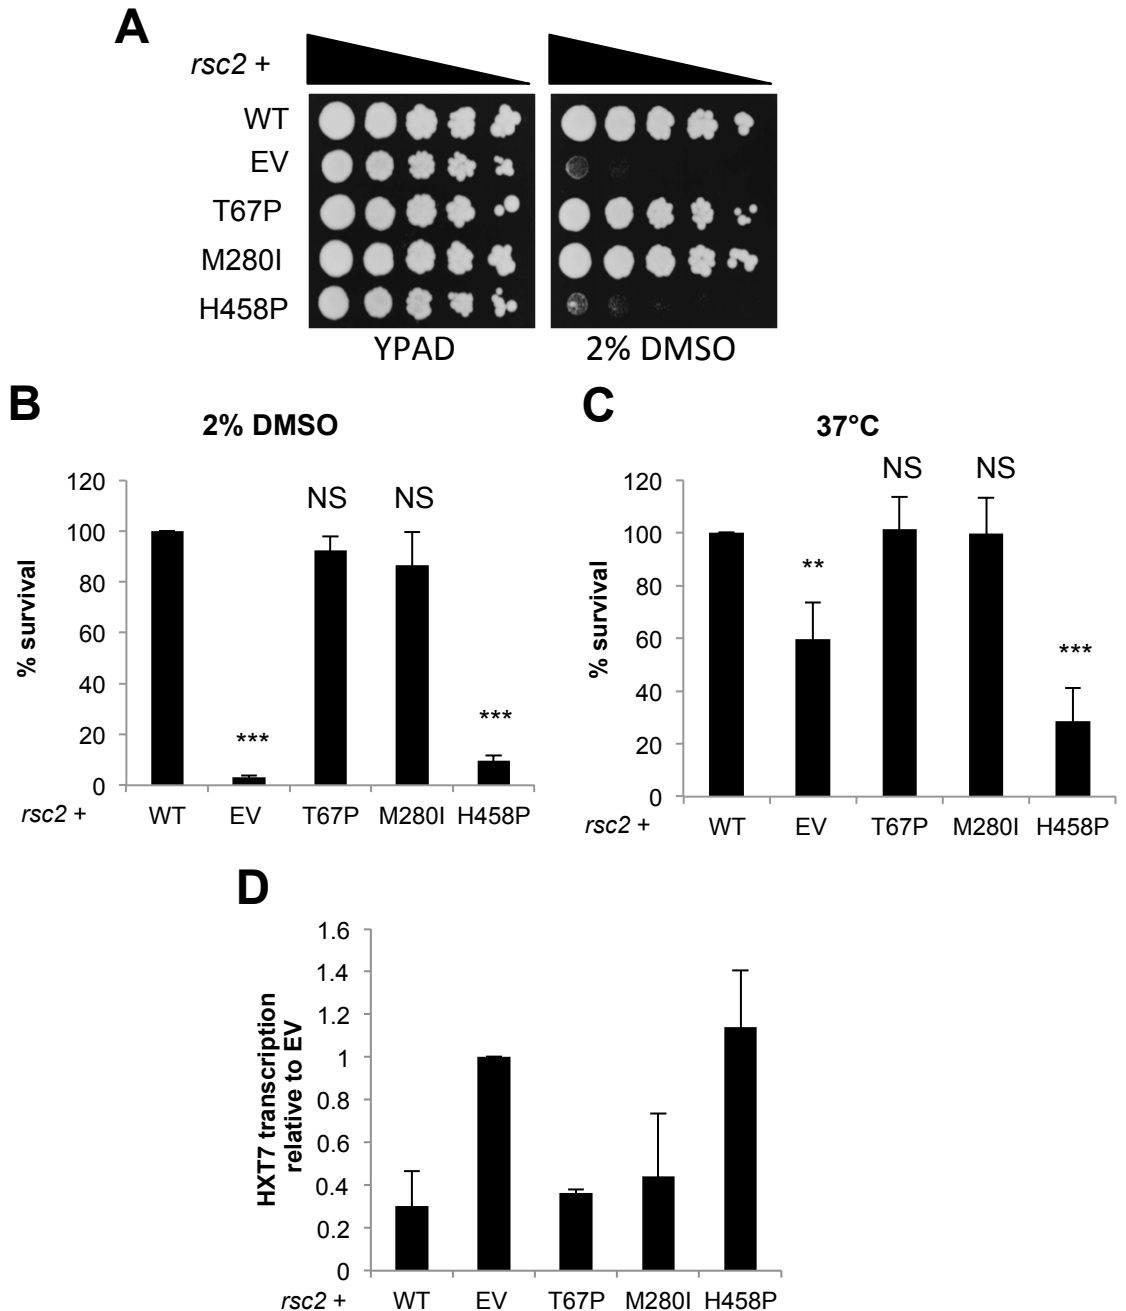 A
rsc2 +
WT
EV
T67P
M280I
H458P
YPAD 2% DMSO
B
2% DMSO
NS NS
*** ***
120
100
80
60
40
20
0
% survival
rsc2 + WT EV T67P M280I H458P
C
37°C
NS NS
** ***
120
100
80
60
40
20
0
% survival
rsc2 + WT EV T67P M280I H458P
D
1.6
1.4
1.2
1
0.8
0.6
0.4
0.2
0
HXT7 transcription
relative to EV
rsc2 + WT EV T67P M280I H458P